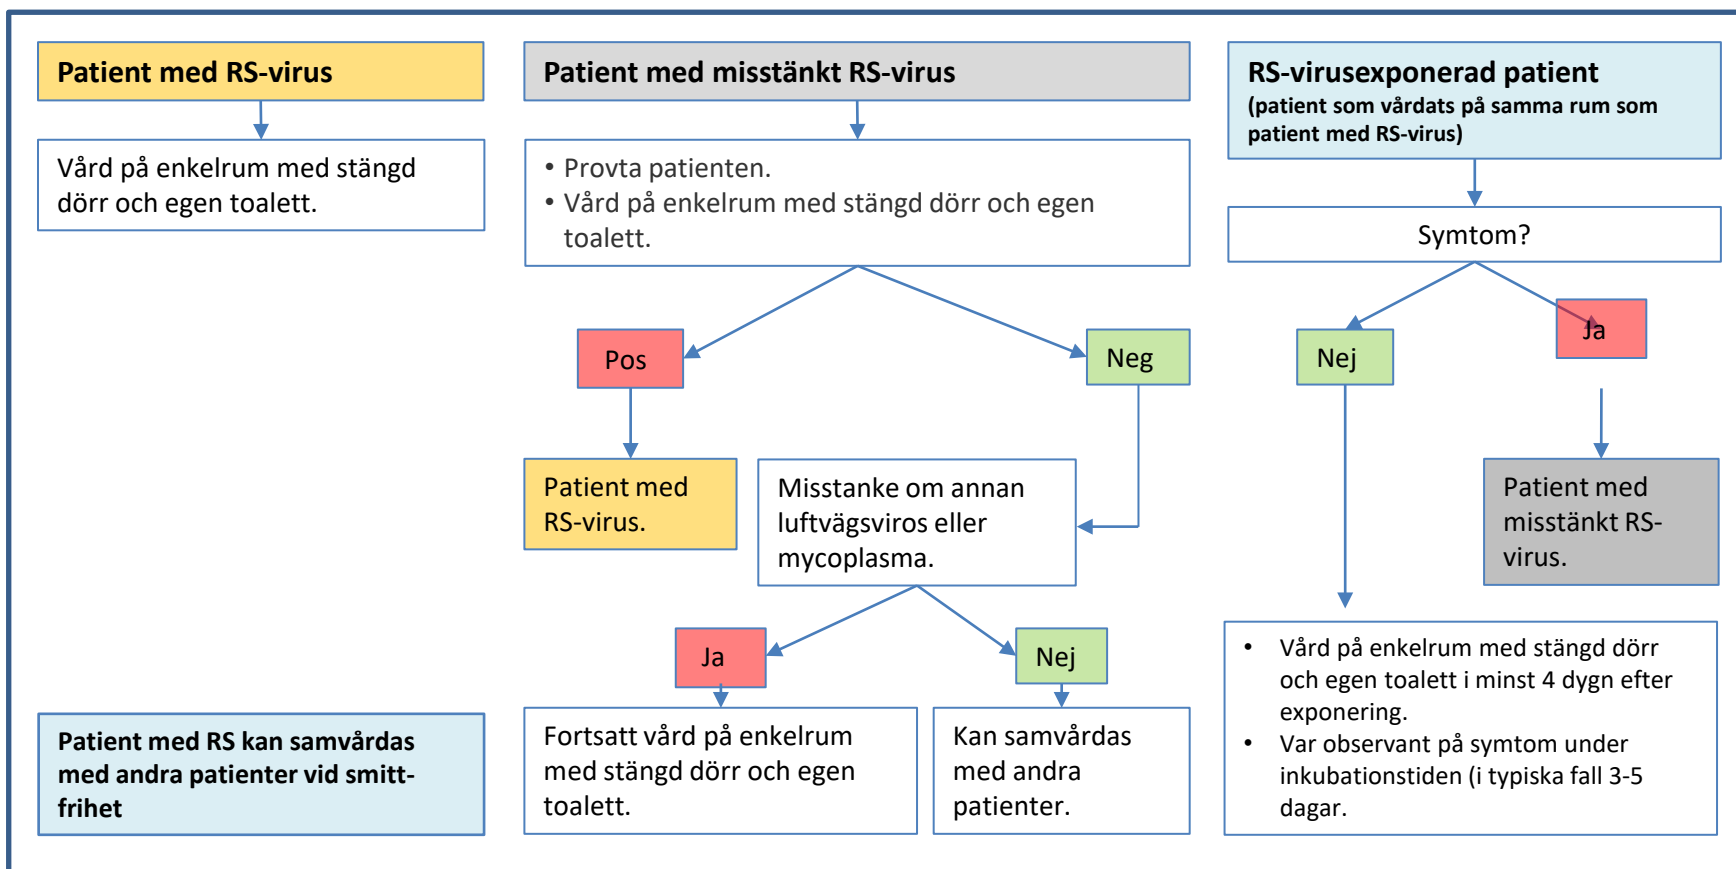 Patient med RS-virus
Vård på enkelrum med stängd
dörr och egen toalett.
Patient med RS kan samvårdas
med andra patienter vid smitt-
frihet
Patient med misstänkt RS-virus
• Provta patienten.
• Vård på enkelrum med stängd dörr och egen
toalett.
Pos
Neg
Patient med
RS-virus.
Misstanke om annan
luftvägsviros eller
mycoplasma.
Ja
Nej
Fortsatt vård på enkelrum
med stängd dörr och egen
toalett.
Kan samvårdas
med andra
patienter.
RS-virusexponerad patient
(patient som vårdats på samma rum som
patient med RS-virus)
Symtom?
Nej
Ja
Patient med
misstänkt RS-
virus.
• Vård på enkelrum med stängd dörr
och egen toalett i minst 4 dygn efter
exponering.
• Var observant på symtom under
inkubationstiden (i typiska fall 3-5
dagar.